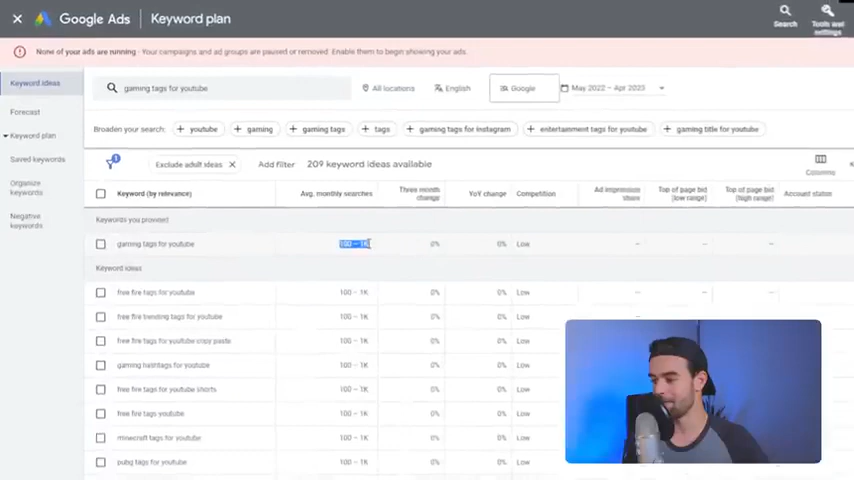 Google Ads | Keyword plan
Search
Tools and settings
None of your ads are running - Your campaigns and ad groups are paused or removed. Enable them to begin showing your ads.
Keyword ideas
Forecast
Keyword plan
Saved keywords
Organize keywords
Negative keywords
gaming tags for youtube
All locations
English
Google
May 2022 – Apr 2023
Broaden your search:
+ youtube
+ gaming
+ gaming tags
+ tags
+ gaming tags for instagram
+ entertainment tags for youtube
+ gaming title for youtube
1
Exclude adult ideas
Add filter
209 keyword ideas available
Columns
Keyword (by relevance)
Avg. monthly searches
Three month change
YoY change
Competition
Ad impression share
Top of page bid (low range)
Top of page bid (high range)
Account status
Keywords you provided
gaming tags for youtube 100 – 1K 0% 0% Low – – –
Keyword ideas
free fire tags for youtube 100 – 1K 0% 0% Low – – –
free fire trending tags for youtube 100 – 1K 0% 0% Low
free fire tags for youtube copy paste 100 – 1K 0% 0% Low
gaming hashtags for youtube 100 – 1K 0% 0% Low
free fire tags for youtube shorts 100 – 1K 0% 0% Low
free fire tags youtube 100 – 1K 0% 0% Low
minecraft tags for youtube 100 – 1K 0% 0% Low
pubg tags for youtube 100 – 1K 0% 0% Low